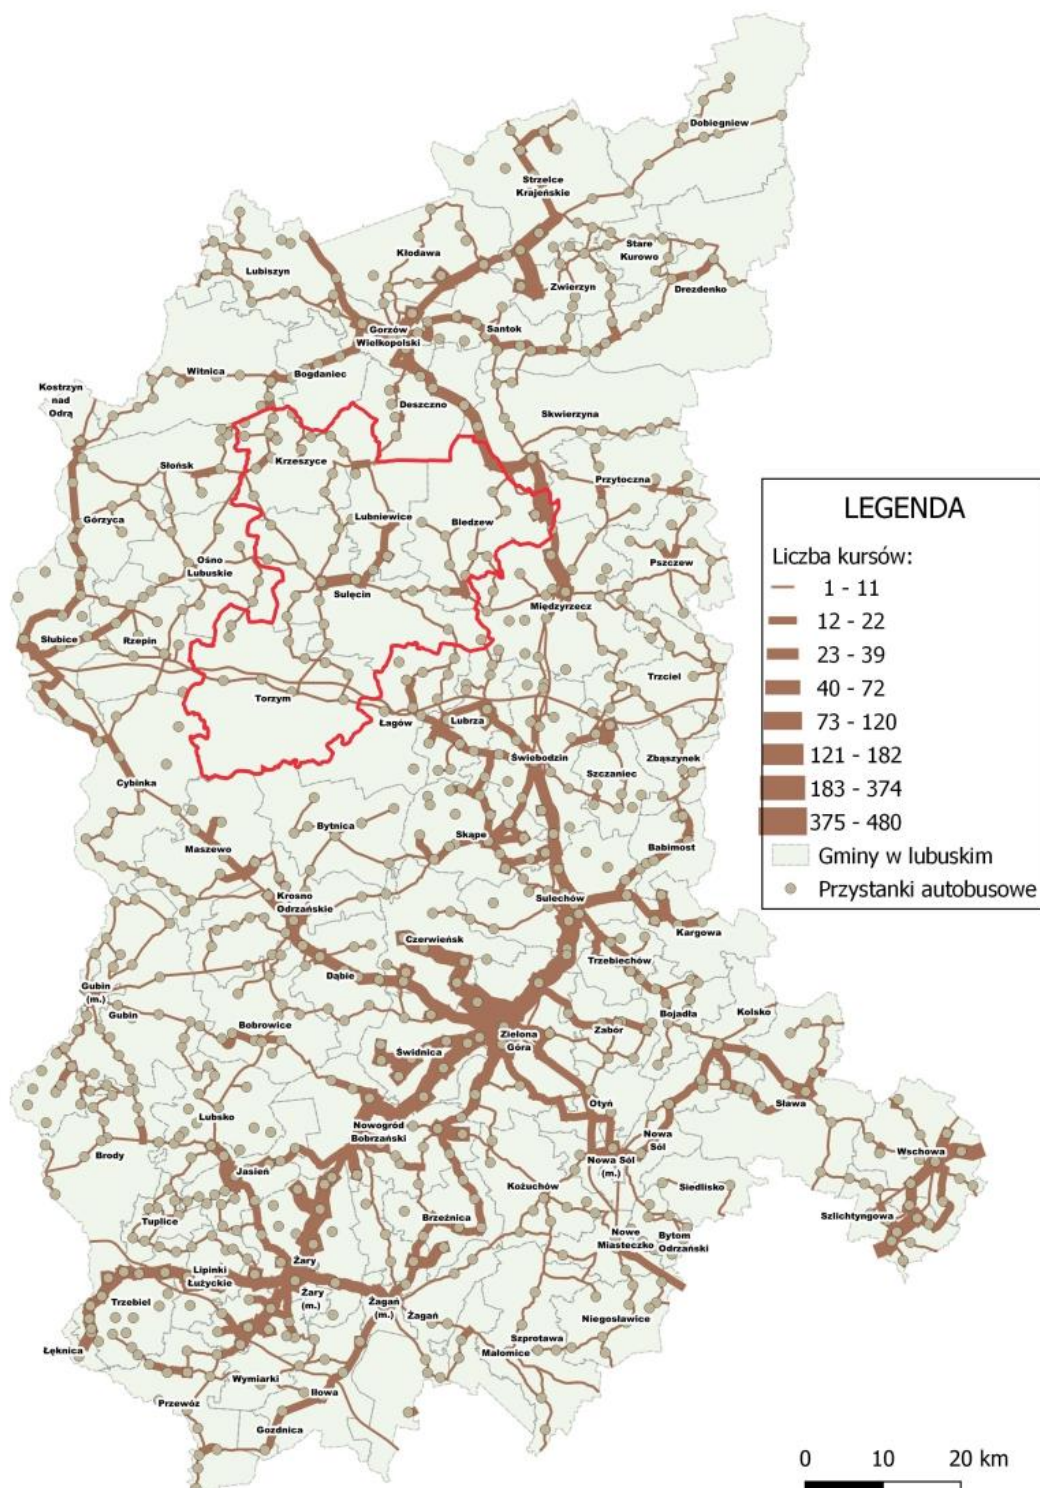 Dobiegniew
Strzelce
Krajeńskie
Kłodawa
Stare
Kurowo
Lubiszyn
Zwierzyn
Drezdenko
Gorzów
Wielkopolski
Santok
Witnica
Bogdaniec
Kostrzyn
nad
Odrą
Deszczno
Skwierzyna
Słońsk
Krzeszyce
Przytoczna
Górzyca
Lubniewice
Bledzew
Ośno
Lubuskie
Pszczew
Sulęcin
Międzyrzecz
Słubice
Rzepin
Trzciel
Torzym
Łagów
Lubrza
Świebodzin
Zbąszynek
Szczaniec
Cybinka
Bytnica
Skąpe
Maszewo
Babimost
Krosno
Odrzańskie
Sulechów
Kargowa
Czerwieńsk
Trzebiechów
Dąbie
Gubin
(m.)
Gubin
Bojadła
Kolsko
Bobrowice
Zabór
Zielona
Góra
Świdnica
Otyń
Sława
Lubsko
Nowogród
Bobrzański
Nowa
Sól
Brody
Wschowa
Jasień
Nowa Sól
(m.)
Kożuchów
Siedlisko
Tuplice
Brzeźnica
Szlichtyngowa
Nowe
Miasteczko
Bytom
Odrzański
Żary
Lipinki
Łużyckie
Żary
(m.)
Trzebiel
Żagań
(m.)
Żagań
Niegosławice
Szprotawa
Małomice
Łęknica
Wymiarki
Iłowa
Przewóz
Gozdnica
LEGENDA
Liczba kursów:
1 - 11
12 - 22
23 - 39
40 - 72
73 - 120
121 - 182
183 - 374
375 - 480
Gminy w lubuskim
Przystanki autobusowe
0 10 20 km